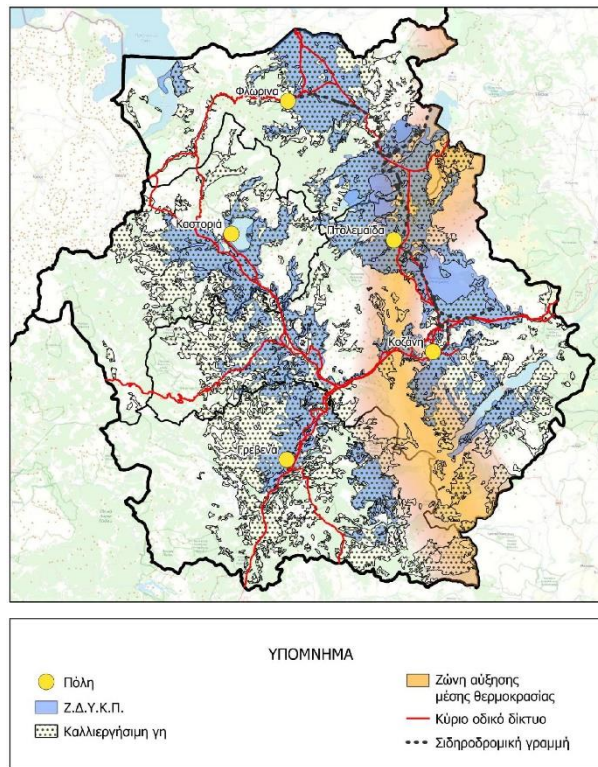 Φλώρινα
Καστοριά
Πτολεμαΐδα
Κοζάνη
Γρεβενά
ΥΠΟΜΝΗΜΑ
Πόλη
Ζ.Δ.Υ.Κ.Π.
Καλλιεργήσιμη γη
Ζώνη αύξησης
μέσης θερμοκρασίας
Κύριο οδικό δίκτυο
Σιδηροδρομική γραμμή